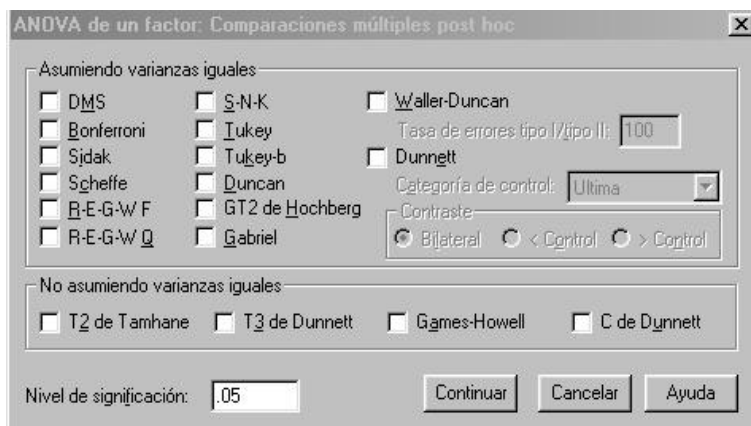 ANOVA de un factor: Comparaciones múltiples post hoc
Asumiendo varianzas iguales
DMS S-N-K Waller-Duncan
Bonferroni Tukey Tasa de errores tipo I/tipo II: 100
Sidak Tukey-b Dunnett
Scheffe Duncan Categoría de control: Ultima
R-E-G-W F GT2 de Hochberg Contraste
R-E-G-W Q Gabriel Bilateral < Control > Control
No asumiendo varianzas iguales
T2 de Tamhane T3 de Dunnett Games-Howell C de Dunnett
Nivel de significación: .05 Continuar Cancelar Ayuda